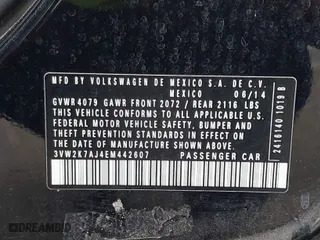 MFD BY VOLKSWAGEN DE MEXICO S.A. DE C.V.
MEXICO 06/14
GVWR 4079 GAWR FRONT 2072 / REAR 2116 LBS
THIS VEHICLE CONFORMS TO ALL APPLICABLE U.S.
FEDERAL MOTOR VEHICLE SAFETY, BUMPER AND
THEFT PREVENTION STANDARDS IN EFFECT ON THE
DATE OF MANUFACTURE SHOWN ABOVE.
3VW2K7AJ4EM442607 PASSENGER CAR
2416140 1019 B
© DREAMBID